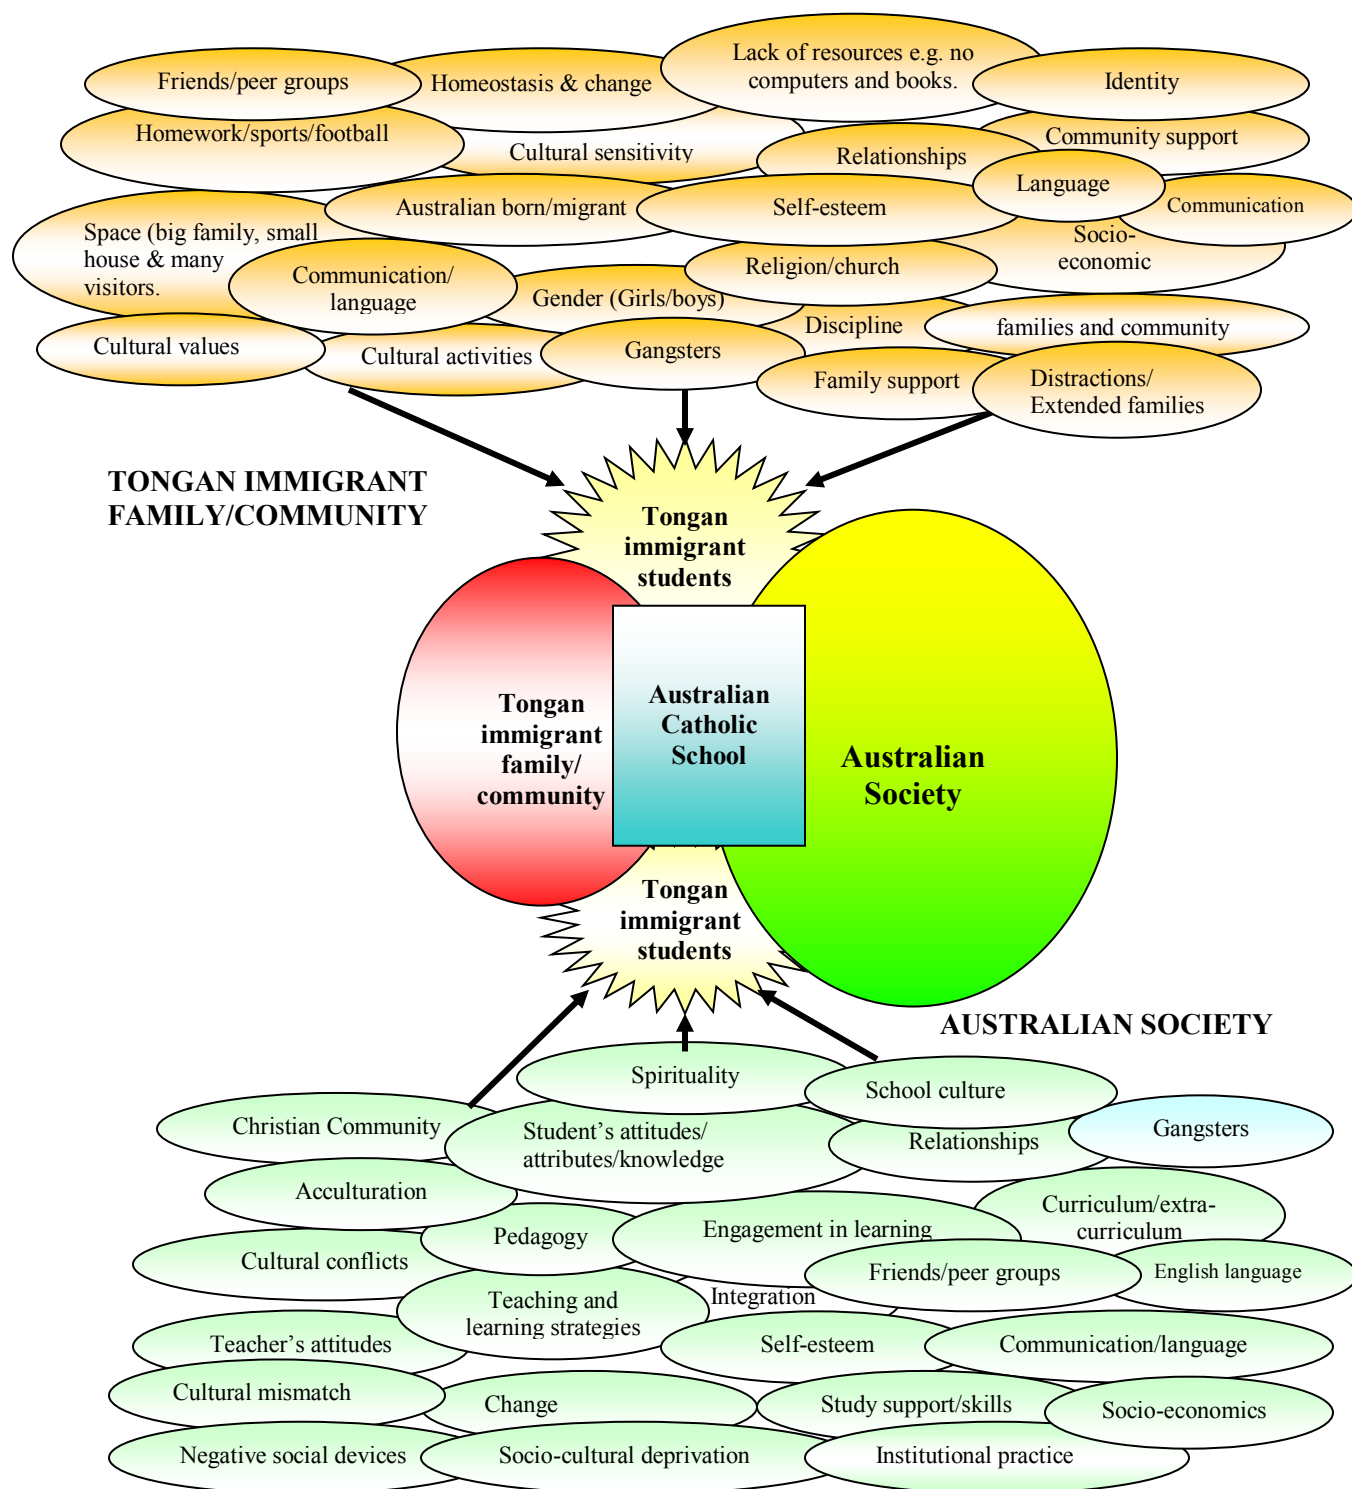 Lack of resources e.g. no
computers and books.
Friends/peer groups
Homeostasis & change
Identity
Homework/sports/football
Cultural sensitivity
Relationships
Community support
Language
Australian born/migrant
Self-esteem
Communication
Space (big family, small
house & many
visitors.
Socio-
economic
Communication/
language
Gender (Girls/boys)
Religion/church
Discipline
families and community
Cultural values
Cultural activities
Gangsters
Family support
Distractions/
Extended families
TONGAN IMMIGRANT
FAMILY/COMMUNITY
Tongan
immigrant
students
Tongan
immigrant
family/
community
Australian
Catholic
School
Australian
Society
Tongan
immigrant
students
AUSTRALIAN SOCIETY
Spirituality
School culture
Christian Community
Student's attitudes/
attributes/knowledge
Relationships
Gangsters
Acculturation
Curriculum/extra-
curriculum
Pedagogy
Engagement in learning
Cultural conflicts
Friends/peer groups
English language
Teaching and
learning strategies
Integration
Teacher's attitudes
Self-esteem
Communication/language
Cultural mismatch
Change
Study support/skills
Socio-economics
Negative social devices
Socio-cultural deprivation
Institutional practice